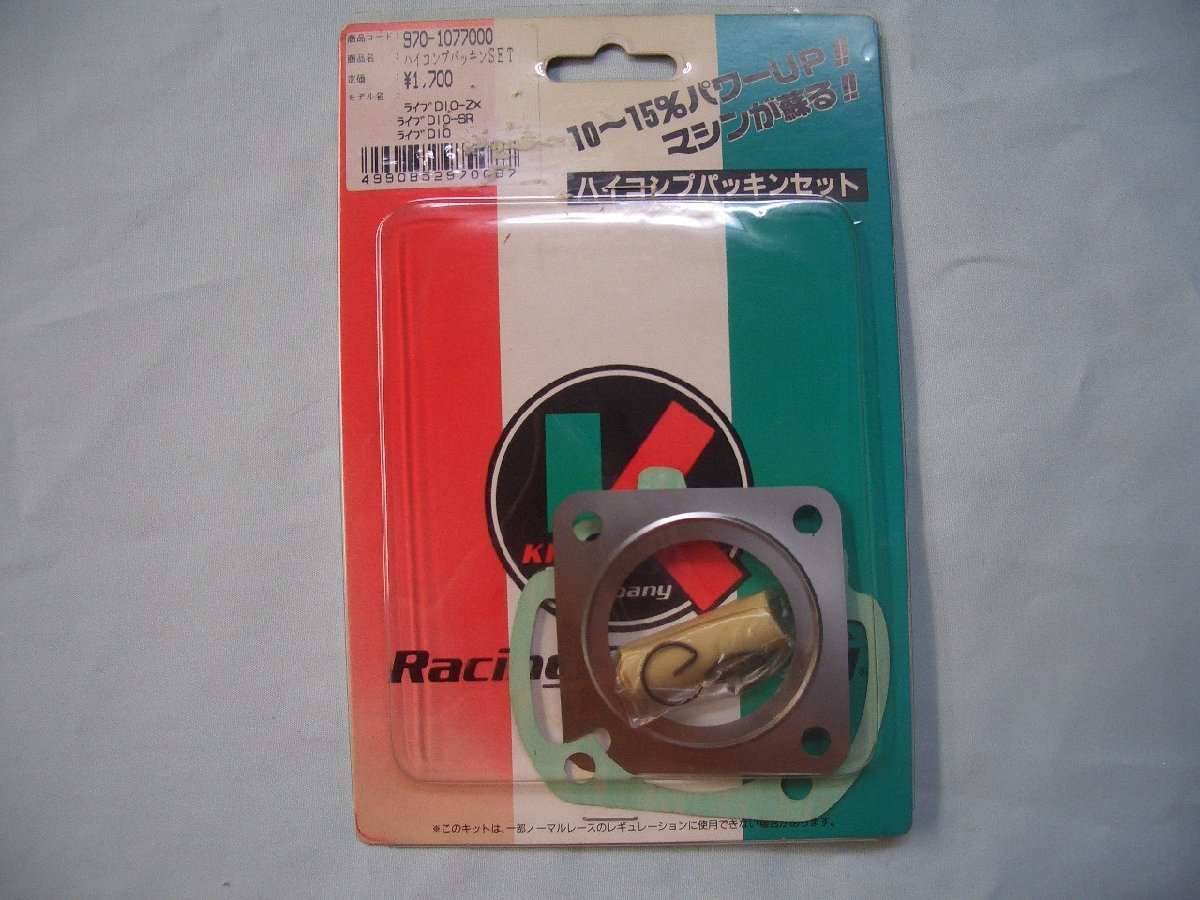 商品コード: 970-1077000
商品名: ハイコンプパッキンSET
定価: ¥1,700
モデル名:
ライブDIO-ZX
ライブDIO-SR
ライブDIO
10〜15%パワーUP!!
マシンが蘇る!!
ハイコンプパッキンセット
Racing
※このキットは、一部ノーマルレースのレギュレーションに使用できない場合があります。